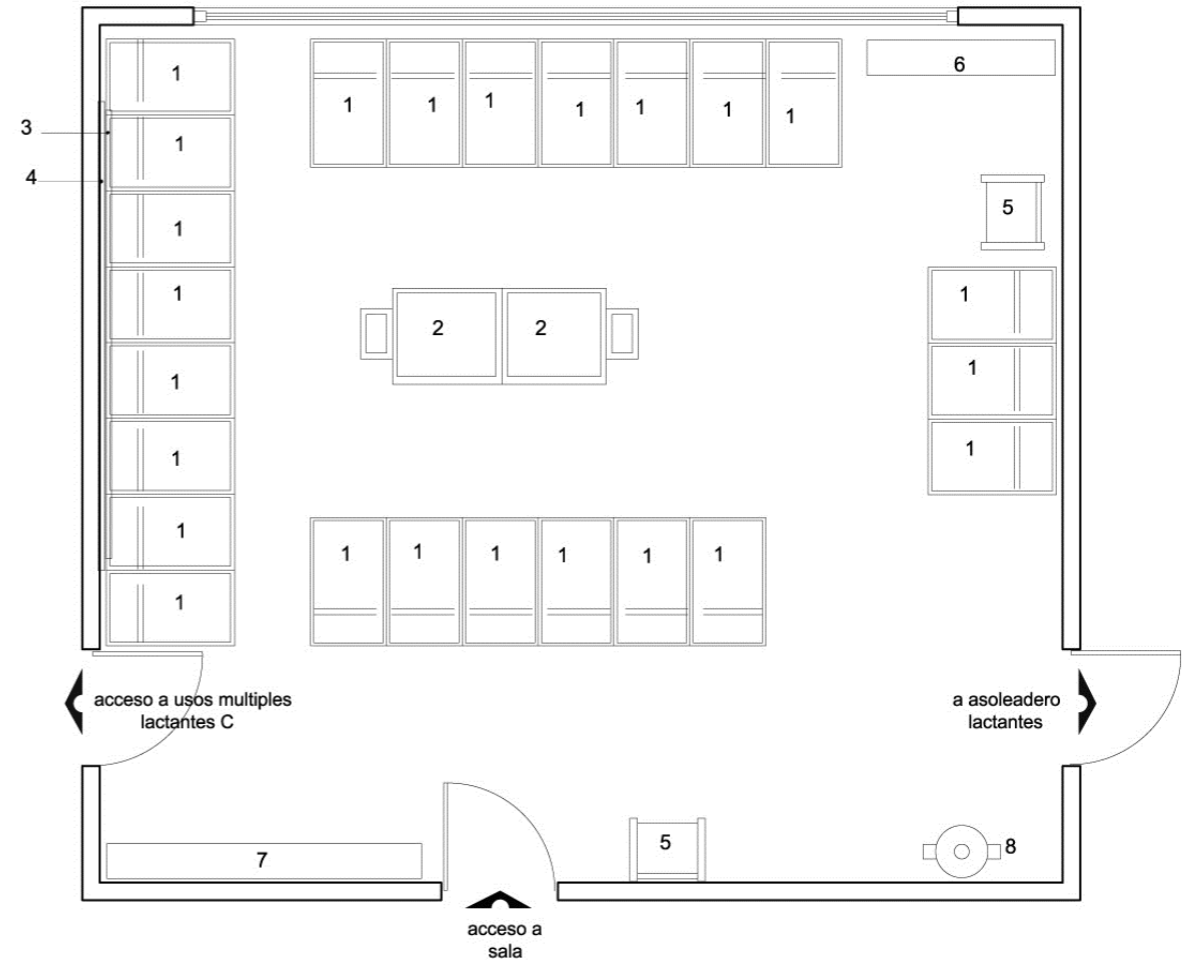 1 1 1 1 1 1 1 1 6
3 1
4
1 5
1 1
2 2
1 1
1 1
1 1 1 1 1 1 1
1
acceso a usos multiples
lactantes C
a asoleadero
lactantes
7 5 8
acceso a
sala